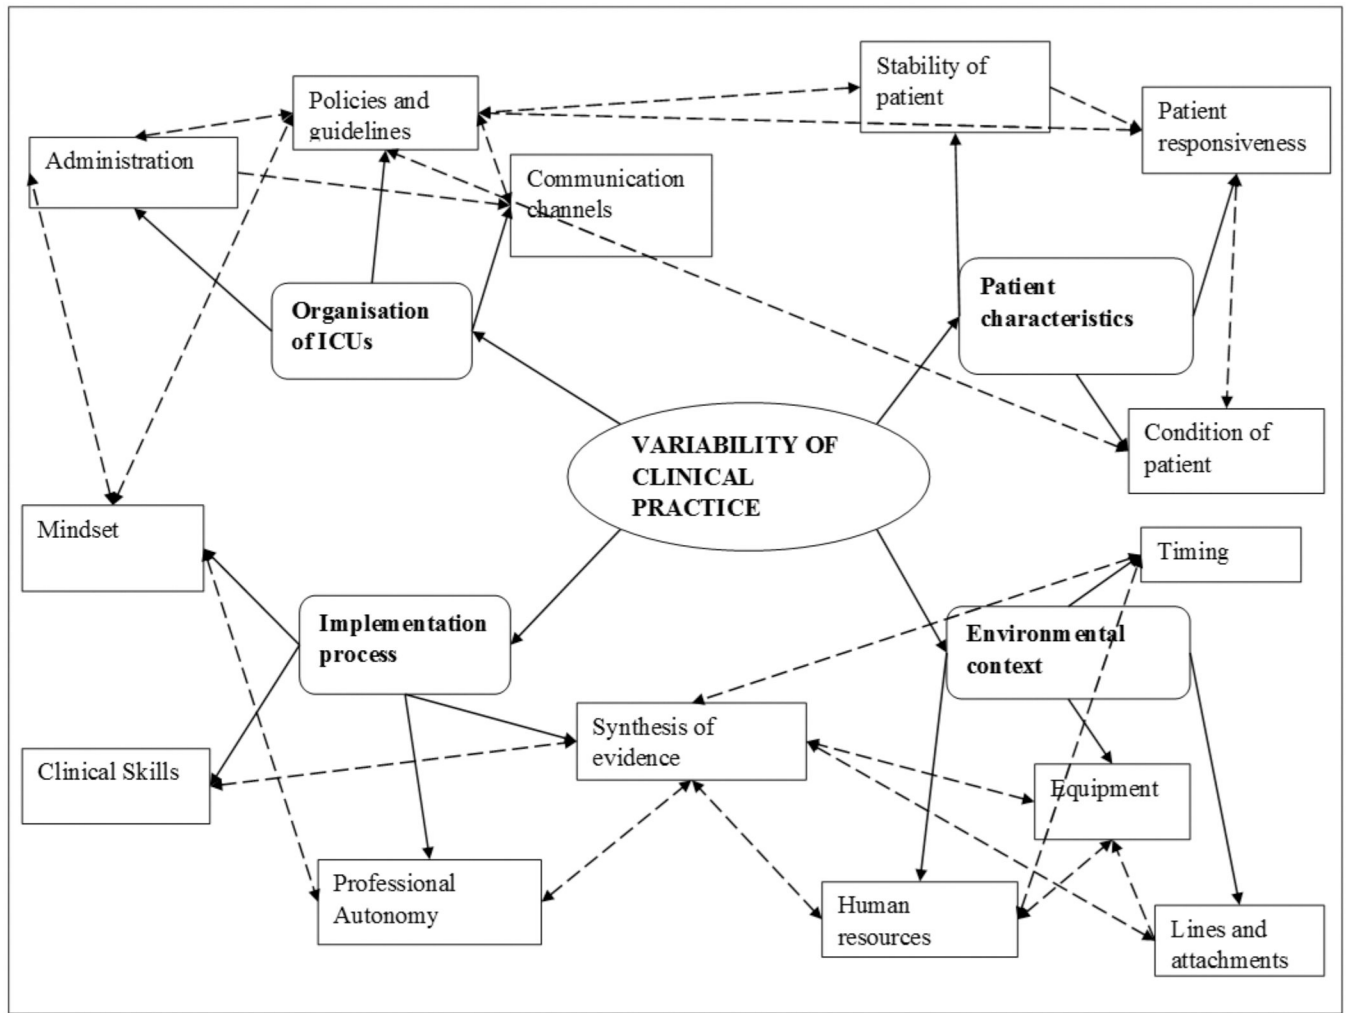 Policies and
guidelines
Stability of
patient
Patient
responsiveness
Administration
Communication
channels
Organisation
of ICUs
Patient
characteristics
VARIABILITY OF
CLINICAL
PRACTICE
Condition of
patient
Mindset
Timing
Implementation
process
Environmental
context
Synthesis of
evidence
Clinical Skills
Equipment
Professional
Autonomy
Human
resources
Lines and
attachments